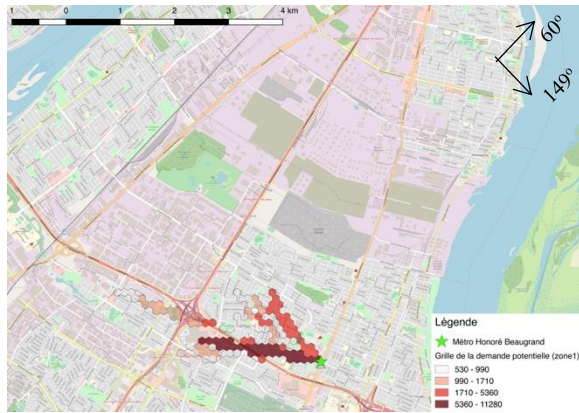 1 0 1 2 3 4 km
60°
149°
Légende
Métro Honoré Beaugrand
Grille de la demande potentielle (zone1)
530 - 990
990 - 1710
1710 - 5360
5360 - 11280